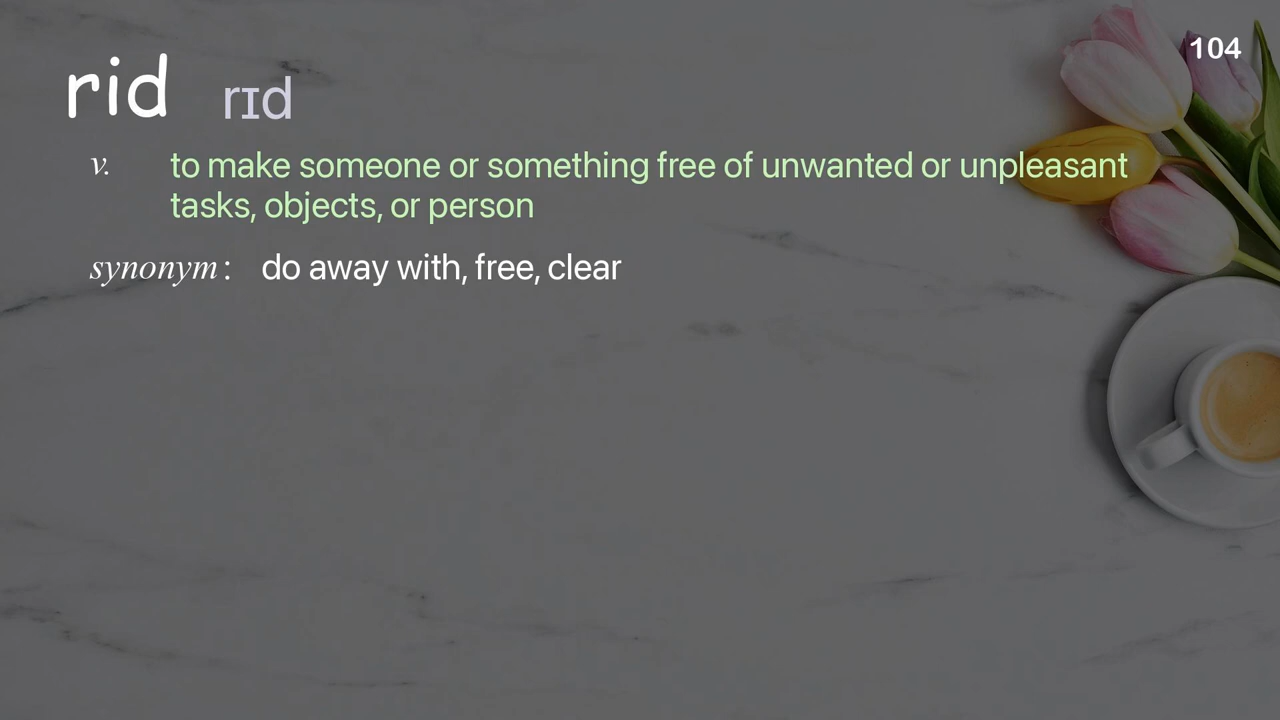 104
rid rɪd
v. to make someone or something free of unwanted or unpleasant
tasks, objects, or person
synonym: do away with, free, clear